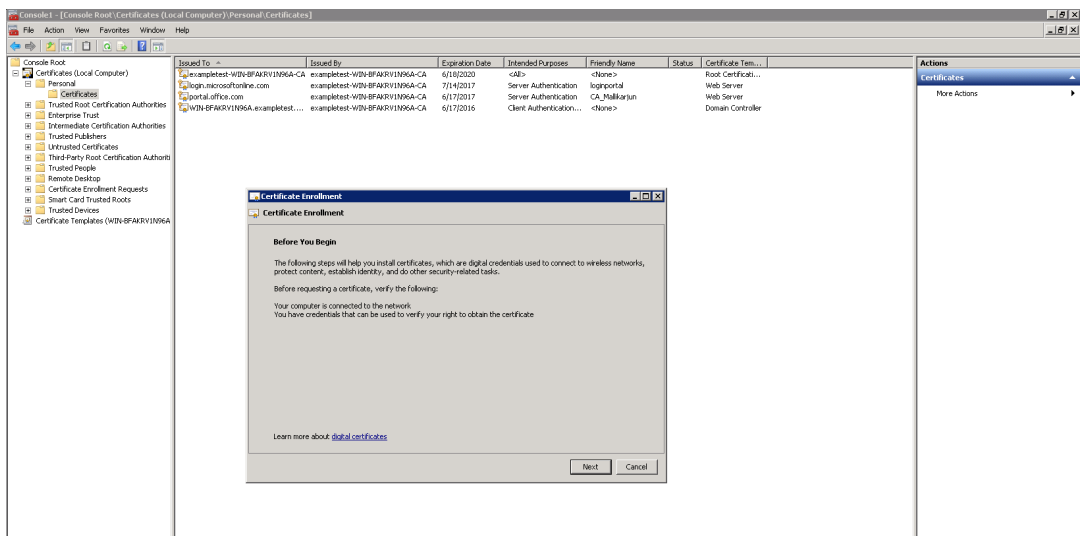 Console1 - [Console Root\Certificates (Local Computer)\Personal\Certificates]
File Action View Favorites Window Help
Console Root
Certificates (Local Computer)
Personal
Certificates
Trusted Root Certification Authorities
Enterprise Trust
Intermediate Certification Authorities
Trusted Publishers
Untrusted Certificates
Third-Party Root Certification Authoriti
Trusted People
Remote Desktop
Certificate Enrollment Requests
Smart Card Trusted Roots
Trusted Devices
Certificate Templates (WIN-BFAKRV1N96A
Issued To Issued By Expiration Date Intended Purposes Friendly Name Status Certificate Tem...
exampletest-WIN-BFAKRV1N96A-CA exampletest-WIN-BFAKRV1N96A-CA 6/18/2020 <All> <None> Root Certificati...
login.microsoftonline.com exampletest-WIN-BFAKRV1N96A-CA 7/14/2017 Server Authentication loginportal Web Server
portal.office.com exampletest-WIN-BFAKRV1N96A-CA 6/17/2017 Server Authentication CA_Mallikarjun Web Server
WIN-BFAKRV1N96A.exampletest.... exampletest-WIN-BFAKRV1N96A-CA 6/17/2016 Client Authentication... <None> Domain Controller
Actions
Certificates
More Actions
Certificate Enrollment
Certificate Enrollment
Before You Begin
The following steps will help you install certificates, which are digital credentials used to connect to wireless networks,
protect content, establish identity, and do other security-related tasks.
Before requesting a certificate, verify the following:
Your computer is connected to the network
You have credentials that can be used to verify your right to obtain the certificate
Learn more about digital certificates
Next Cancel